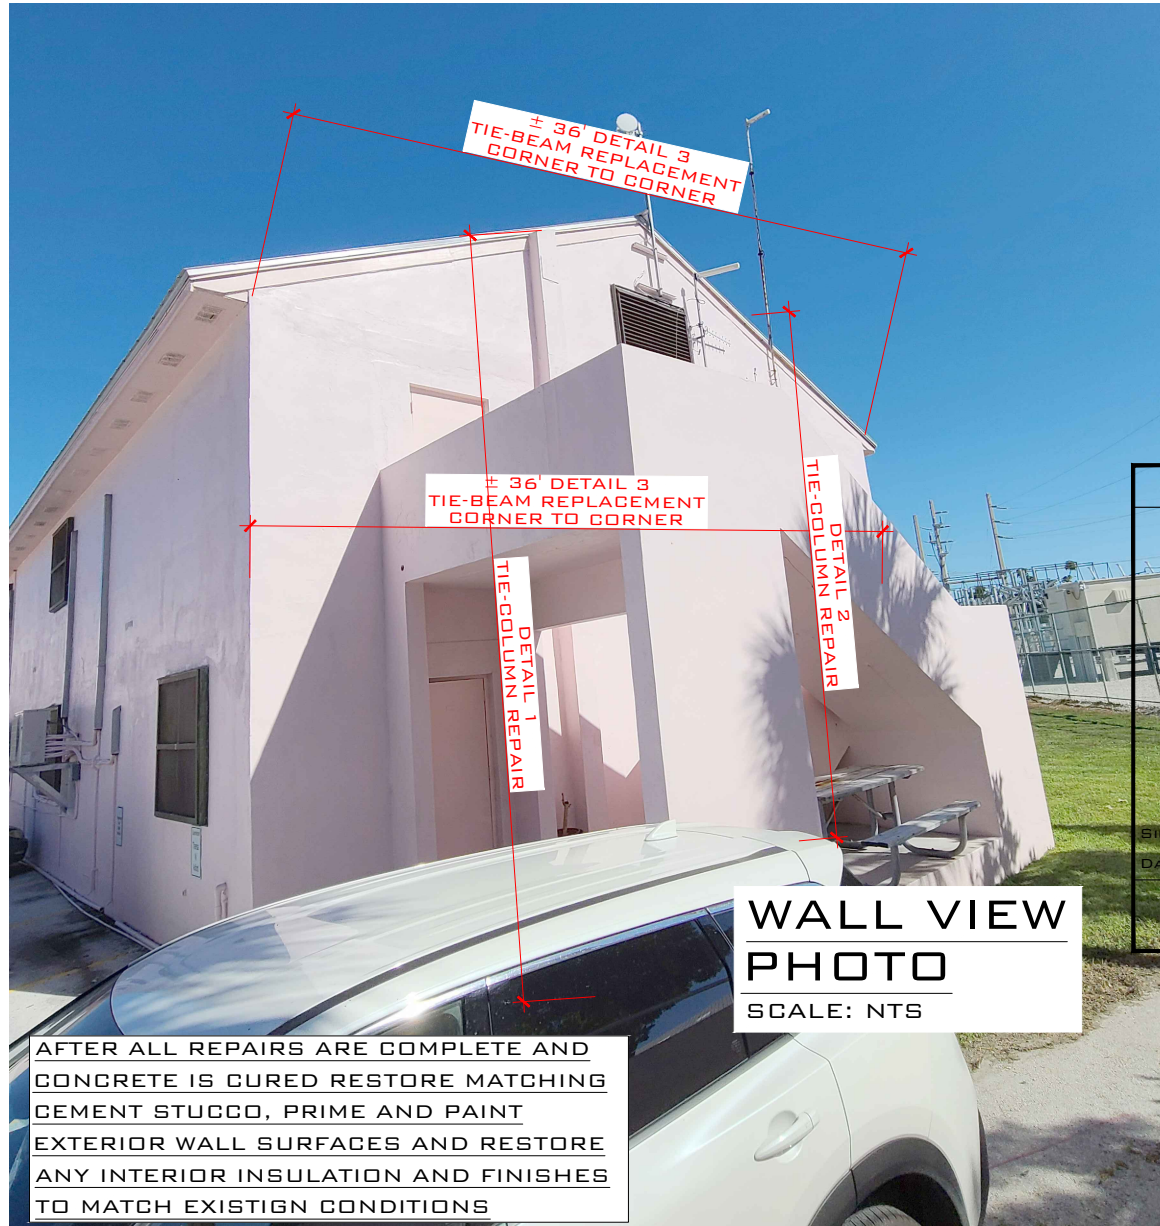 ± 36' DETAIL 3
TIE-BEAM REPLACEMENT
CORNER TO CORNER
± 36' DETAIL 3
TIE-BEAM REPLACEMENT
CORNER TO CORNER
DETAIL 1
TIE-COLUMN REPAIR
DETAIL 2
TIE-COLUMN REPAIR
WALL VIEW
PHOTO
SCALE: NTS
AFTER ALL REPAIRS ARE COMPLETE AND
CONCRETE IS CURED RESTORE MATCHING
CEMENT STUCCO, PRIME AND PAINT
EXTERIOR WALL SURFACES AND RESTORE
ANY INTERIOR INSULATION AND FINISHES
TO MATCH EXISTIGN CONDITIONS